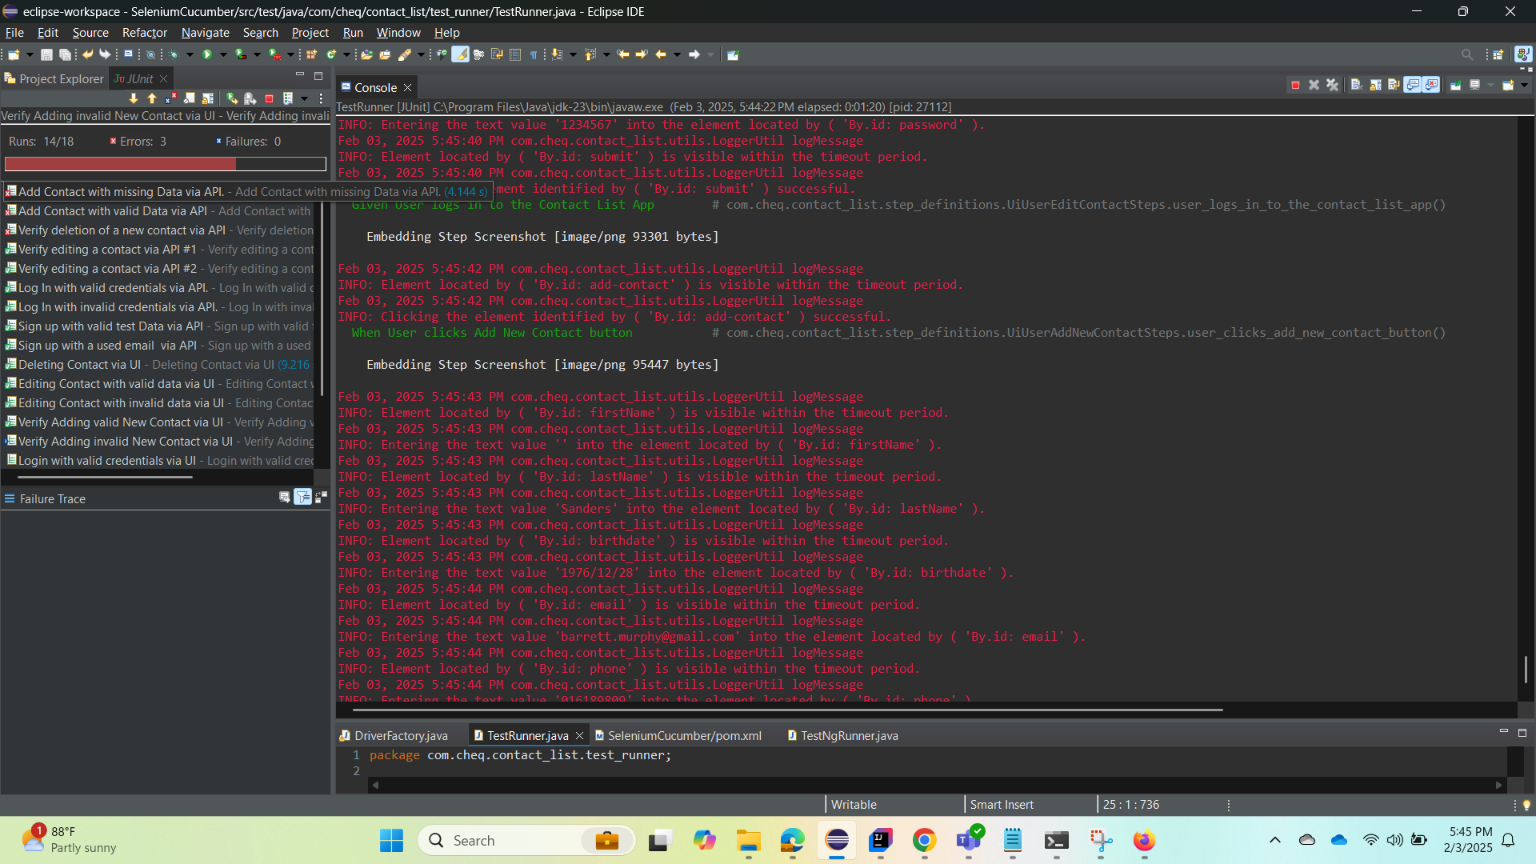 eclipse-workspace - SeleniumCucumber/src/test/java/com/cheq/contact_list/test_runner/TestRunner.java - Eclipse IDE
File Edit Source Refactor Navigate Search Project Run Window Help
Project Explorer JUnit
Console
TestRunner [JUnit] C:\Program Files\Java\jdk-23\bin\javaw.exe (Feb 3, 2025, 5:44:22 PM elapsed: 0:01:20) [pid: 27112]
Verify Adding invalid New Contact via UI - Verify Adding invali
Runs: 14/18 Errors: 3 Failures: 0
Add Contact with missing Data via API. - Add Contact with missing Data via API. (4.144 s)
Add Contact with valid Data via API - Add Contact with
Verify deletion of a new contact via API - Verify deletion
Verify editing a contact via API #1 - Verify editing a cont
Verify editing a contact via API #2 - Verify editing a cont
Log In with valid credentials via API. - Log In with valid c
Log In with invalid credentials via API. - Log In with inva
Sign up with valid test Data via API - Sign up with valid
Sign up with a used email via API - Sign up with a used
Deleting Contact via UI - Deleting Contact via UI (9.216
Editing Contact with valid data via UI - Editing Contact v
Editing Contact with invalid data via UI - Editing Contac
Verify Adding valid New Contact via UI - Verify Adding v
Verify Adding invalid New Contact via UI - Verify Adding
Login with valid credentials via UI - Login with valid cre
Failure Trace
INFO: Entering the text value '1234567' into the element located by ( 'By.id: password' ).
Feb 03, 2025 5:45:40 PM com.cheq.contact_list.utils.LoggerUtil logMessage
INFO: Element located by ( 'By.id: submit' ) is visible within the timeout period.
Feb 03, 2025 5:45:40 PM com.cheq.contact_list.utils.LoggerUtil logMessage
ement identified by ( 'By.id: submit' ) successful.
Given User logs in to the Contact List App # com.cheq.contact_list.step_definitions.UiUserEditContactSteps.user_logs_in_to_the_contact_list_app()
Embedding Step Screenshot [image/png 93301 bytes]
Feb 03, 2025 5:45:42 PM com.cheq.contact_list.utils.LoggerUtil logMessage
INFO: Element located by ( 'By.id: add-contact' ) is visible within the timeout period.
Feb 03, 2025 5:45:42 PM com.cheq.contact_list.utils.LoggerUtil logMessage
INFO: Clicking the element identified by ( 'By.id: add-contact' ) successful.
When User clicks Add New Contact button # com.cheq.contact_list.step_definitions.UiUserAddNewContactSteps.user_clicks_add_new_contact_button()
Embedding Step Screenshot [image/png 95447 bytes]
Feb 03, 2025 5:45:43 PM com.cheq.contact_list.utils.LoggerUtil logMessage
INFO: Element located by ( 'By.id: firstName' ) is visible within the timeout period.
Feb 03, 2025 5:45:43 PM com.cheq.contact_list.utils.LoggerUtil logMessage
INFO: Entering the text value '' into the element located by ( 'By.id: firstName' ).
Feb 03, 2025 5:45:43 PM com.cheq.contact_list.utils.LoggerUtil logMessage
INFO: Element located by ( 'By.id: lastName' ) is visible within the timeout period.
Feb 03, 2025 5:45:43 PM com.cheq.contact_list.utils.LoggerUtil logMessage
INFO: Entering the text value 'Sanders' into the element located by ( 'By.id: lastName' ).
Feb 03, 2025 5:45:43 PM com.cheq.contact_list.utils.LoggerUtil logMessage
INFO: Element located by ( 'By.id: birthdate' ) is visible within the timeout period.
Feb 03, 2025 5:45:43 PM com.cheq.contact_list.utils.LoggerUtil logMessage
INFO: Entering the text value '1976/12/28' into the element located by ( 'By.id: birthdate' ).
Feb 03, 2025 5:45:44 PM com.cheq.contact_list.utils.LoggerUtil logMessage
INFO: Element located by ( 'By.id: email' ) is visible within the timeout period.
Feb 03, 2025 5:45:44 PM com.cheq.contact_list.utils.LoggerUtil logMessage
INFO: Entering the text value 'barrett.murphy@gmail.com' into the element located by ( 'By.id: email' ).
Feb 03, 2025 5:45:44 PM com.cheq.contact_list.utils.LoggerUtil logMessage
INFO: Element located by ( 'By.id: phone' ) is visible within the timeout period.
Feb 03, 2025 5:45:44 PM com.cheq.contact_list.utils.LoggerUtil logMessage
INFO: Entering the text value '016189809' into the element located by ( 'By.id: phone' )
DriverFactory.java TestRunner.java SeleniumCucumber/pom.xml TestNgRunner.java
1 package com.cheq.contact_list.test_runner;
2
Writable Smart Insert 25 : 1 : 736
1
88°F
Partly sunny
Search
5:45 PM
2/3/2025